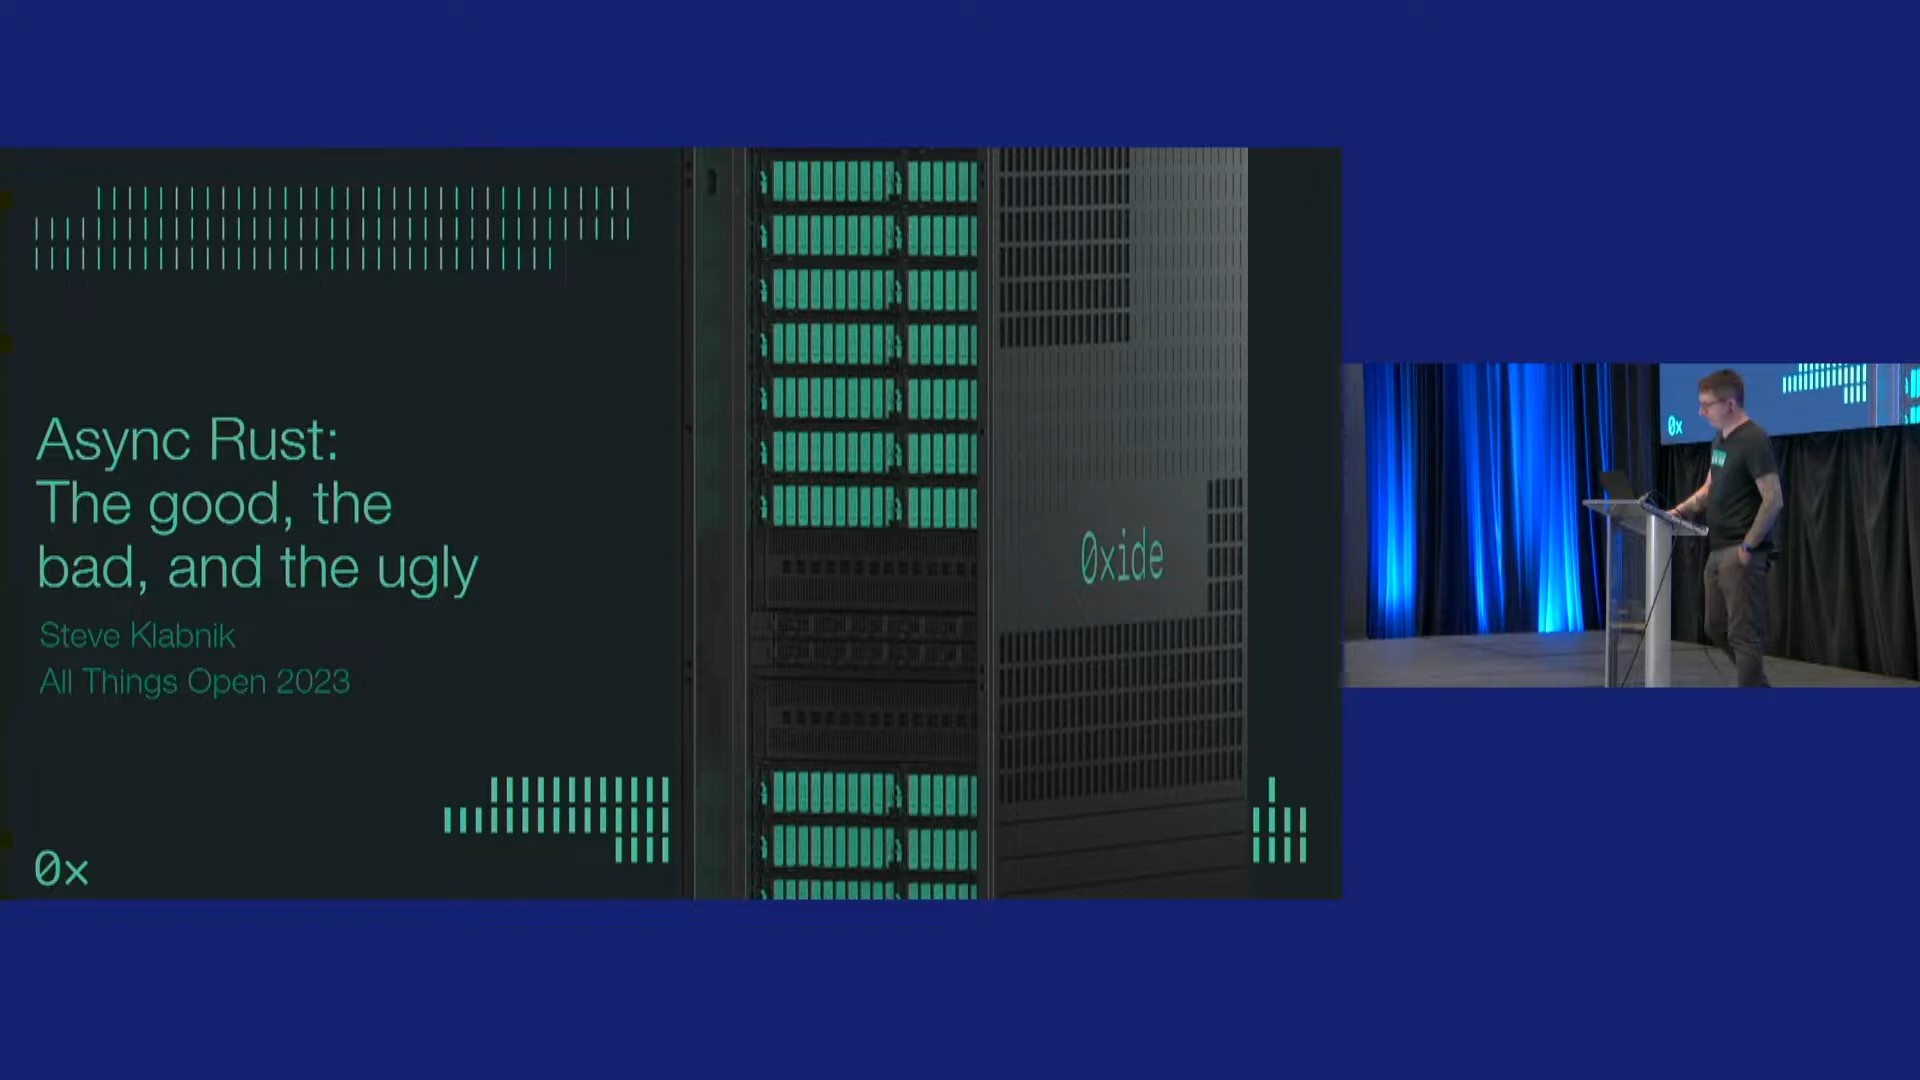 Async Rust:
The good, the
bad, and the ugly
Steve Klabnik
All Things Open 2023
0x
0xide
0x